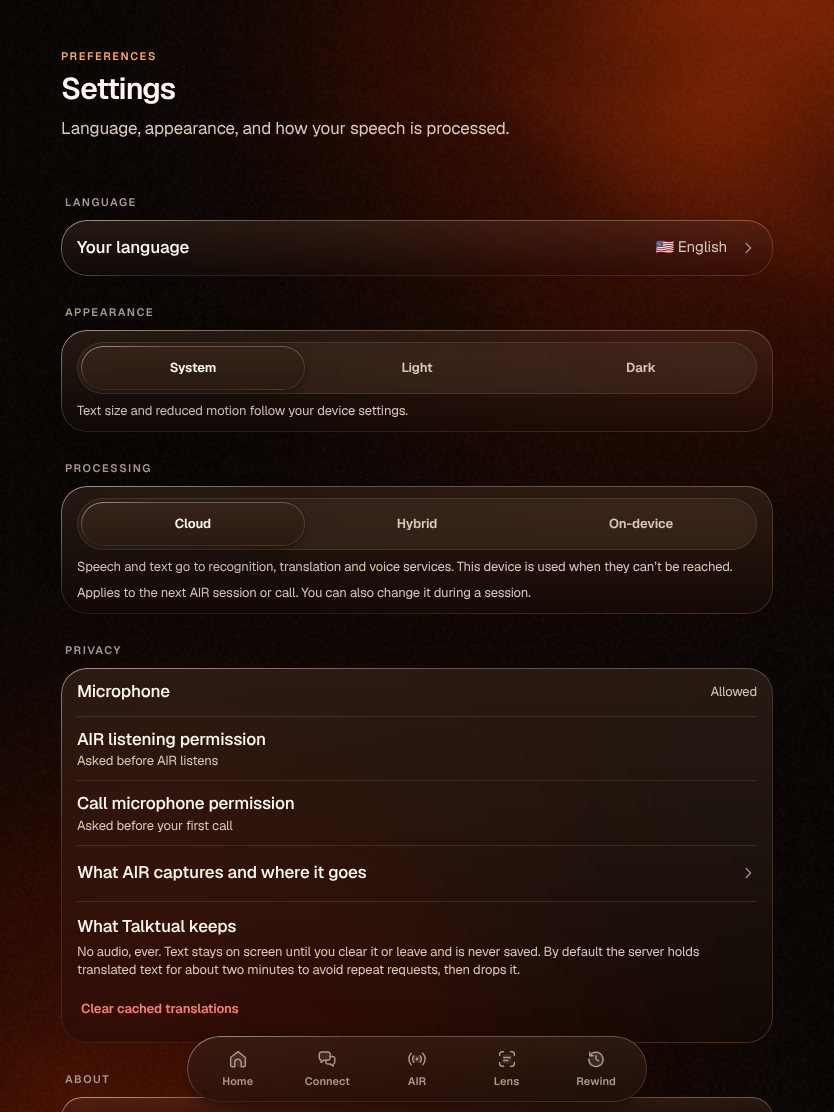 PREFERENCES
Settings
Language, appearance, and how your speech is processed.
LANGUAGE
Your language
🇺🇸 English
APPEARANCE
System
Light
Dark
Text size and reduced motion follow your device settings.
PROCESSING
Cloud
Hybrid
On-device
Speech and text go to recognition, translation and voice services. This device is used when they can’t be reached.
Applies to the next AIR session or call. You can also change it during a session.
PRIVACY
Microphone
Allowed
AIR listening permission
Asked before AIR listens
Call microphone permission
Asked before your first call
What AIR captures and where it goes
What Talktual keeps
No audio, ever. Text stays on screen until you clear it or leave and is never saved. By default the server holds
translated text for about two minutes to avoid repeat requests, then drops it.
Clear cached translations
ABOUT
Home
Connect
AIR
Lens
Rewind